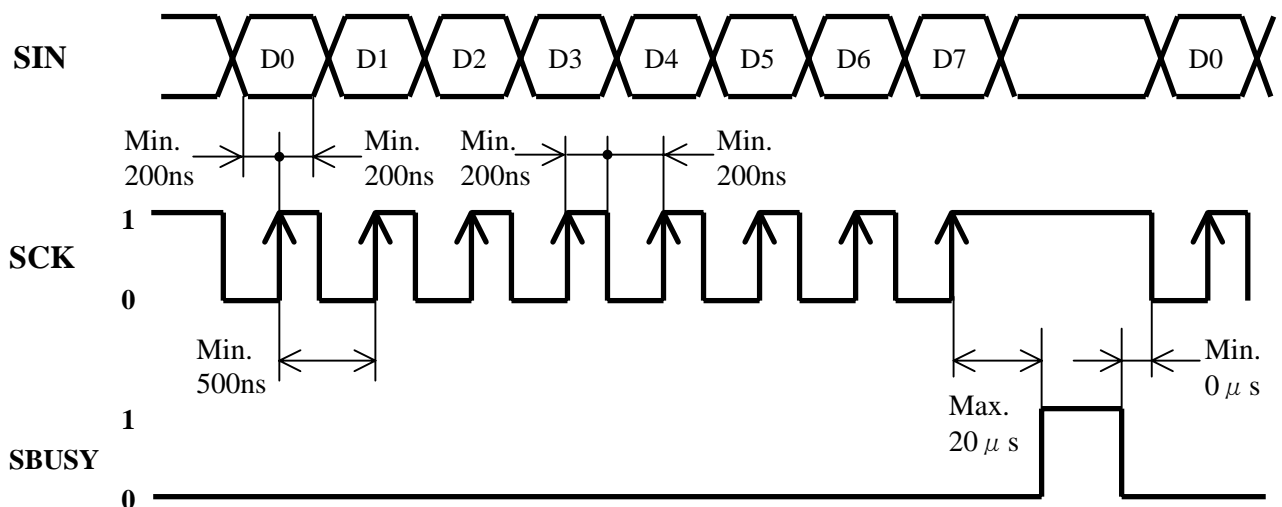 SIN D0 D1 D2 D3 D4 D5 D6 D7 D0
Min. Min. Min. Min.
200ns 200ns 200ns 200ns
1
SCK
0
Min. Min.
500ns 0 μ s
Max.
1
20 μ s
SBUSY
0